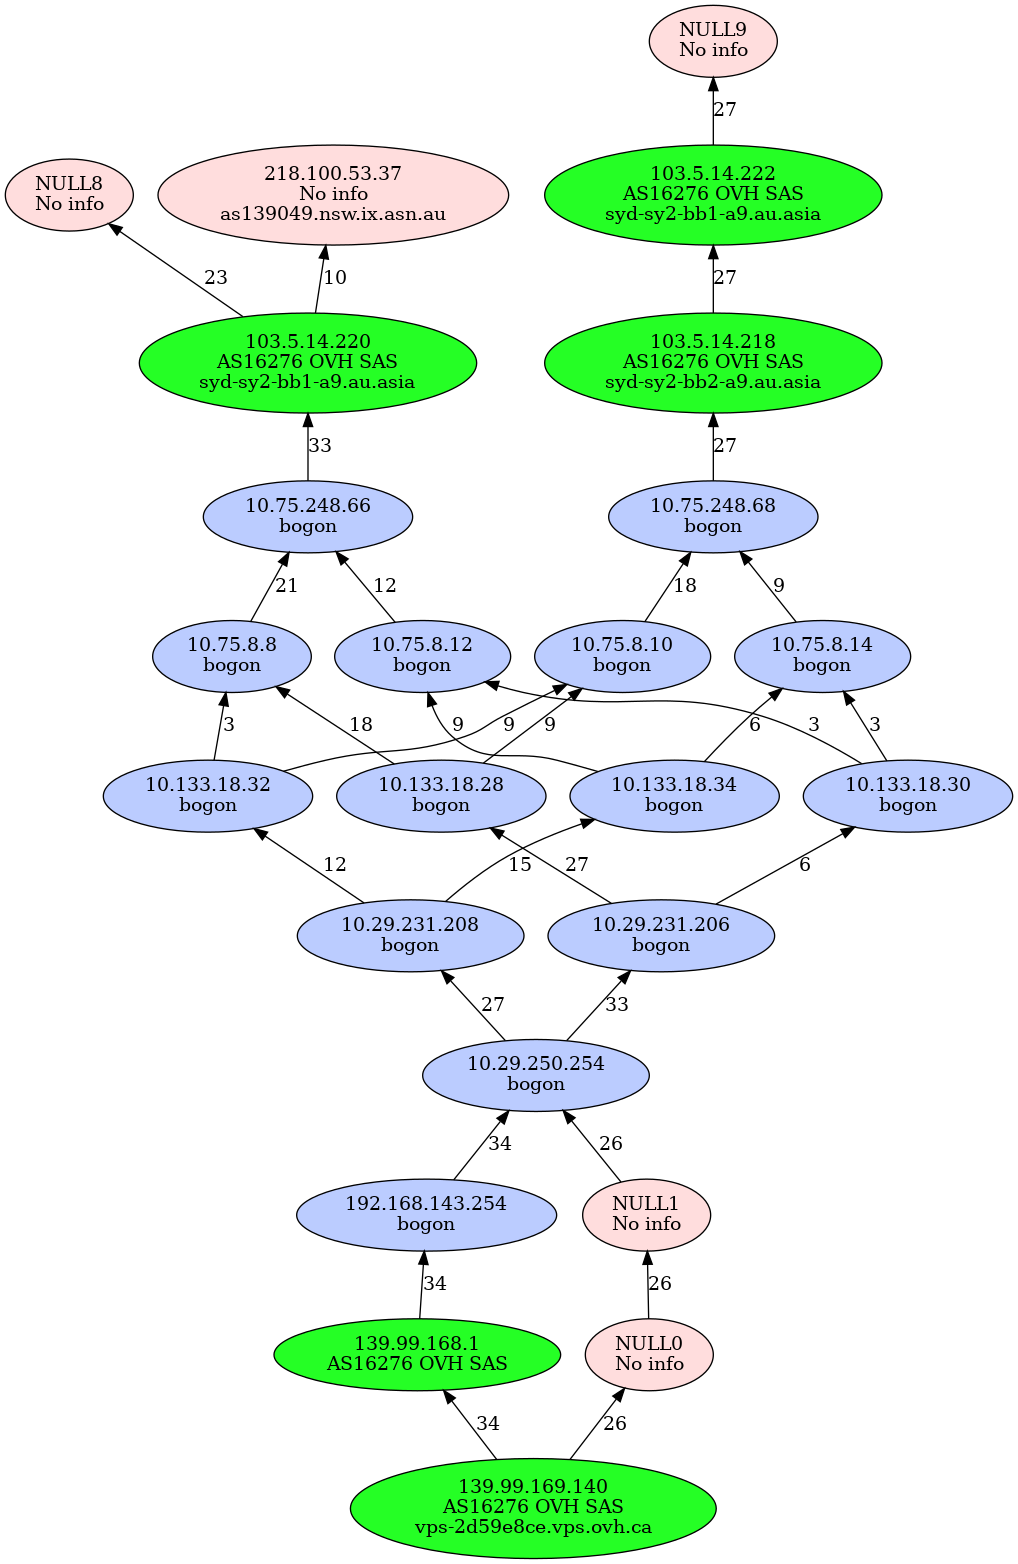 NULL9
No info
27
103.5.14.222
AS16276 OVH SAS
syd-sy2-bb1-a9.au.asia
NULL8
No info
218.100.53.37
No info
as139049.nsw.ix.asn.au
23
10
27
103.5.14.220
AS16276 OVH SAS
syd-sy2-bb1-a9.au.asia
103.5.14.218
AS16276 OVH SAS
syd-sy2-bb2-a9.au.asia
33
27
10.75.248.66
bogon
10.75.248.68
bogon
21
12
18
9
10.75.8.8
bogon
10.75.8.12
bogon
10.75.8.10
bogon
10.75.8.14
bogon
3
18
9
9
9
6
3
3
10.133.18.32
bogon
10.133.18.28
bogon
10.133.18.34
bogon
10.133.18.30
bogon
12
15
27
6
10.29.231.208
bogon
10.29.231.206
bogon
27
33
10.29.250.254
bogon
34
26
192.168.143.254
bogon
NULL1
No info
34
26
139.99.168.1
AS16276 OVH SAS
NULL0
No info
34
26
139.99.169.140
AS16276 OVH SAS
vps-2d59e8ce.vps.ovh.ca